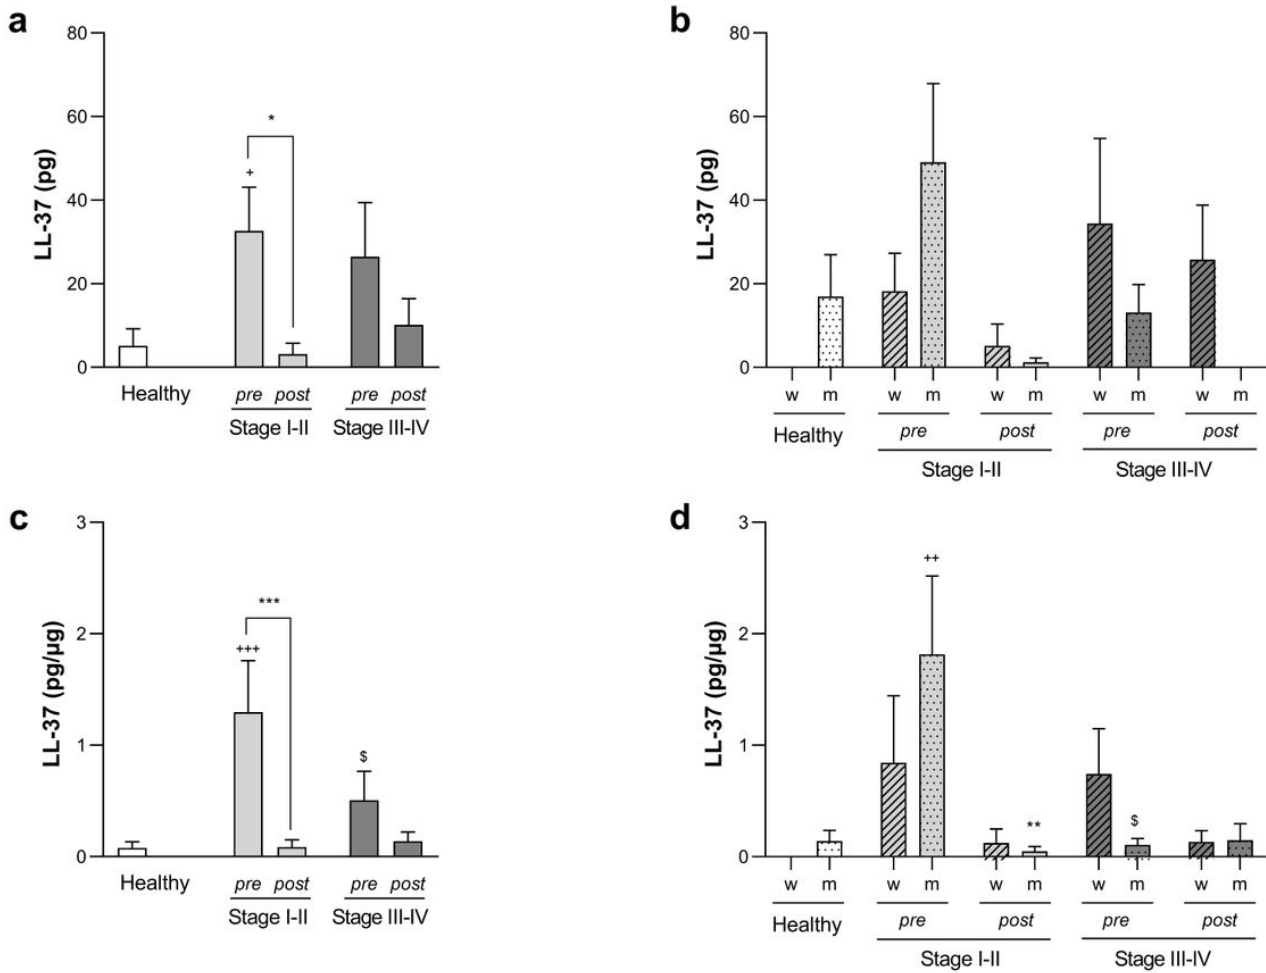 a
80
60
40
20
0
LL-37 (pg)
*
+
Healthy
pre post
pre post
Stage I-II
Stage III-IV
b
80
60
40
20
0
LL-37 (pg)
w m w m w m w m w m
Healthy
pre
post
pre
post
Stage I-II
Stage III-IV
c
3
2
1
0
LL-37 (pg/µg)
***
+++
$
Healthy
pre post
pre post
Stage I-II
Stage III-IV
d
3
2
1
0
LL-37 (pg/µg)
++
**
$
w m w m w m w m w m
Healthy
pre
post
pre
post
Stage I-II
Stage III-IV